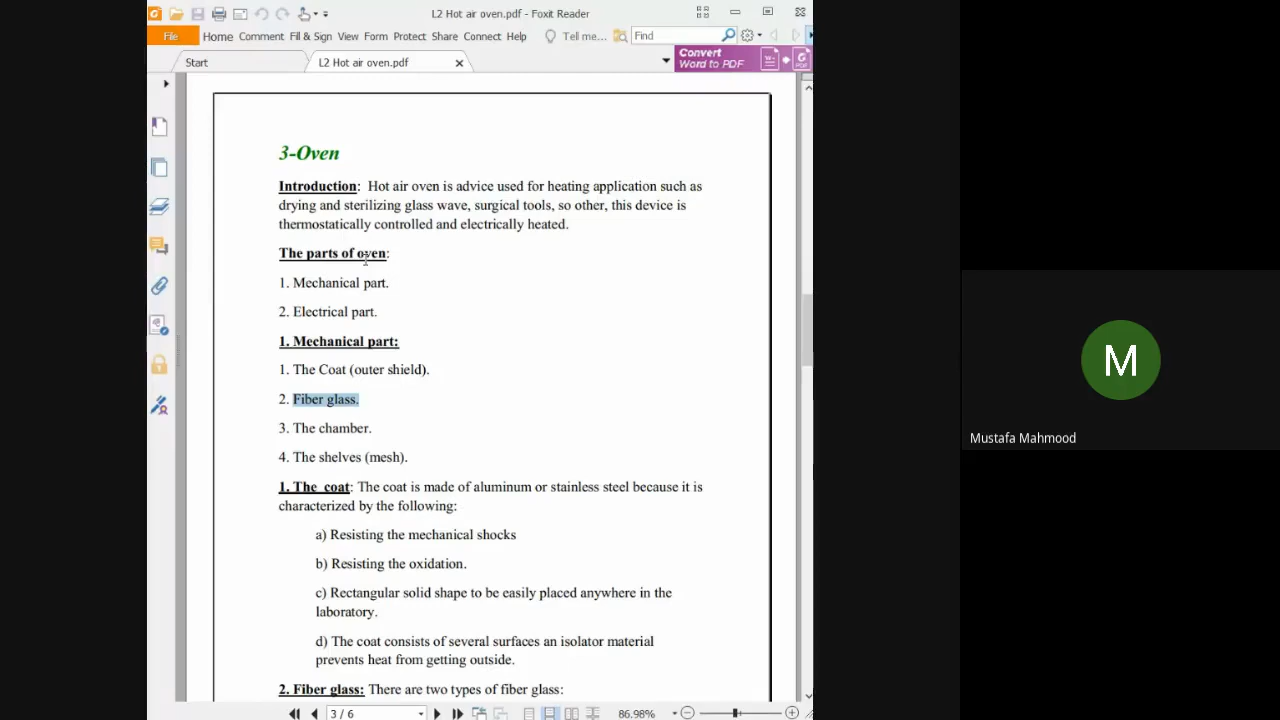 L2 Hot air oven.pdf - Foxit Reader
File Home Comment Fill & Sign View Form Protect Share Connect Help Tell me... Find
Start
L2 Hot air oven.pdf
Convert
Word to PDF
3-Oven
Introduction: Hot air oven is advice used for heating application such as
drying and sterilizing glass wave, surgical tools, so other, this device is
thermostatically controlled and electrically heated.
The parts of oven:
1. Mechanical part.
2. Electrical part.
1. Mechanical part:
1. The Coat (outer shield).
2. Fiber glass.
3. The chamber.
4. The shelves (mesh).
1. The coat: The coat is made of aluminum or stainless steel because it is
characterized by the following:
a) Resisting the mechanical shocks
b) Resisting the oxidation.
c) Rectangular solid shape to be easily placed anywhere in the
laboratory.
d) The coat consists of several surfaces an isolator material
prevents heat from getting outside.
2. Fiber glass: There are two types of fiber glass:
3 / 6
86.98%
M
Mustafa Mahmood